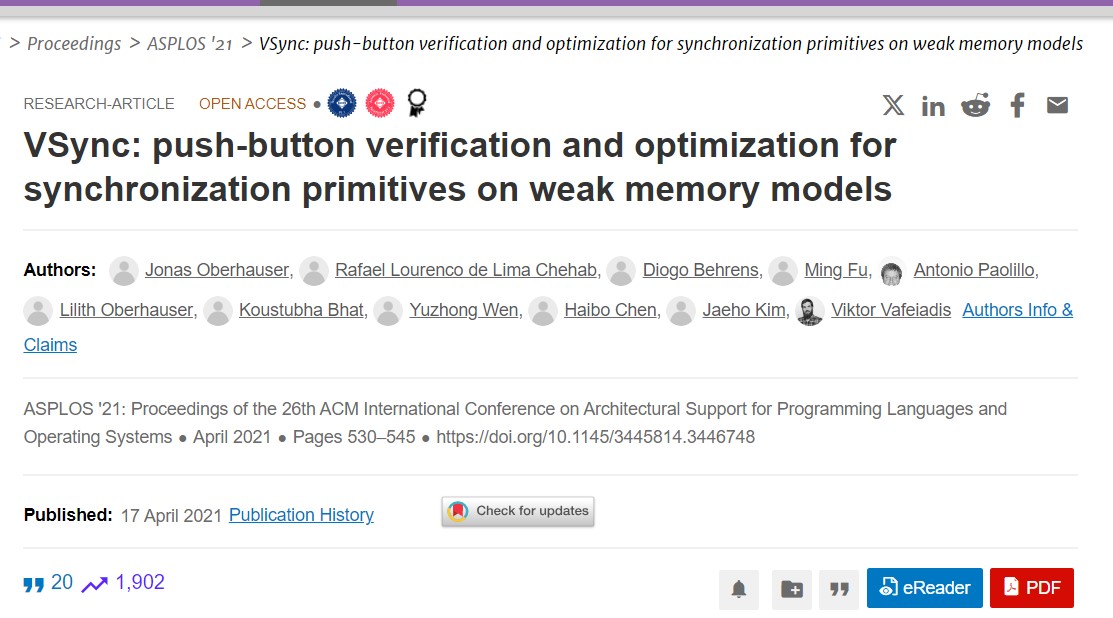 > Proceedings > ASPLOS '21 > VSync: push-button verification and optimization for synchronization primitives on weak memory models
RESEARCH-ARTICLE OPEN ACCESS •
VSync: push-button verification and optimization for
synchronization primitives on weak memory models
Authors: Jonas Oberhauser, Rafael Lourenco de Lima Chehab, Diogo Behrens, Ming Fu, Antonio Paolillo,
Lilith Oberhauser, Koustubha Bhat, Yuzhong Wen, Haibo Chen, Jaeho Kim, Viktor Vafeiadis Authors Info &
Claims
ASPLOS '21: Proceedings of the 26th ACM International Conference on Architectural Support for Programming Languages and
Operating Systems • April 2021 • Pages 530–545 • https://doi.org/10.1145/3445814.3446748
Published: 17 April 2021 Publication History Check for updates
20 1,902 eReader PDF